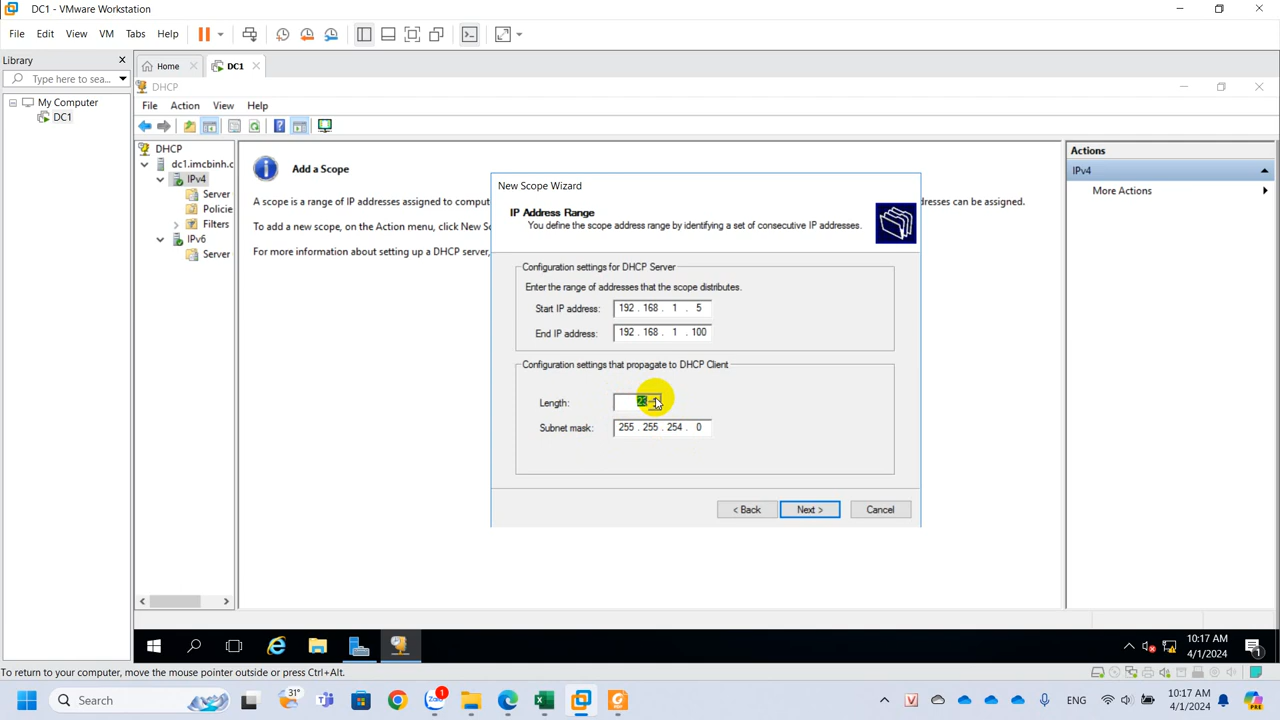 DC1 - VMware Workstation
File Edit View VM Tabs Help
Library
Type here to sea...
My Computer
DC1
Home
DC1
DHCP
File Action View Help
DHCP
dc1.imcbinh.c
IPv4
Server
Policie
Filters
IPv6
Server
Add a Scope
A scope is a range of IP addresses assigned to comput
dresses can be assigned.
To add a new scope, on the Action menu, click New Sc
For more information about setting up a DHCP server,
New Scope Wizard
IP Address Range
You define the scope address range by identifying a set of consecutive IP addresses.
Configuration settings for DHCP Server
Enter the range of addresses that the scope distributes.
Start IP address: 192 . 168 . 1 . 5
End IP address: 192 . 168 . 1 . 100
Configuration settings that propagate to DHCP Client
Length: 23
Subnet mask: 255 . 255 . 254 . 0
< Back
Next >
Cancel
Actions
IPv4
More Actions
10:17 AM
4/1/2024
1
To return to your computer, move the mouse pointer outside or press Ctrl+Alt.
Search
31°
Zalo
1
ENG
10:17 AM
4/1/2024
PRE